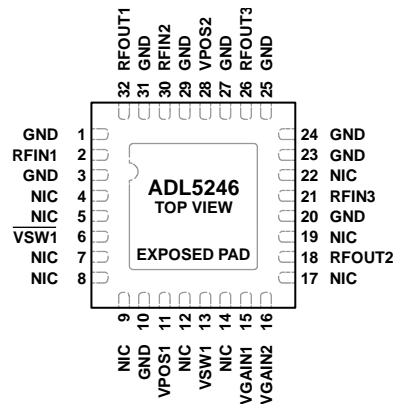 RFOUT1
GND
RFIN2
GND
VPOS2
GND
RFOUT3
GND
32
31
30
29
28
27
26
25
GND 1
RFIN1 2
GND 3
NIC 4
NIC 5
VSW1 6
NIC 7
NIC 8
ADL5246
TOP VIEW
EXPOSED PAD
24 GND
23 GND
22 NIC
21 RFIN3
20 GND
19 NIC
18 RFOUT2
17 NIC
9
10
11
12
13
14
15
16
NIC
GND
VPOS1
NIC
VSW1
NIC
VGAIN1
VGAIN2